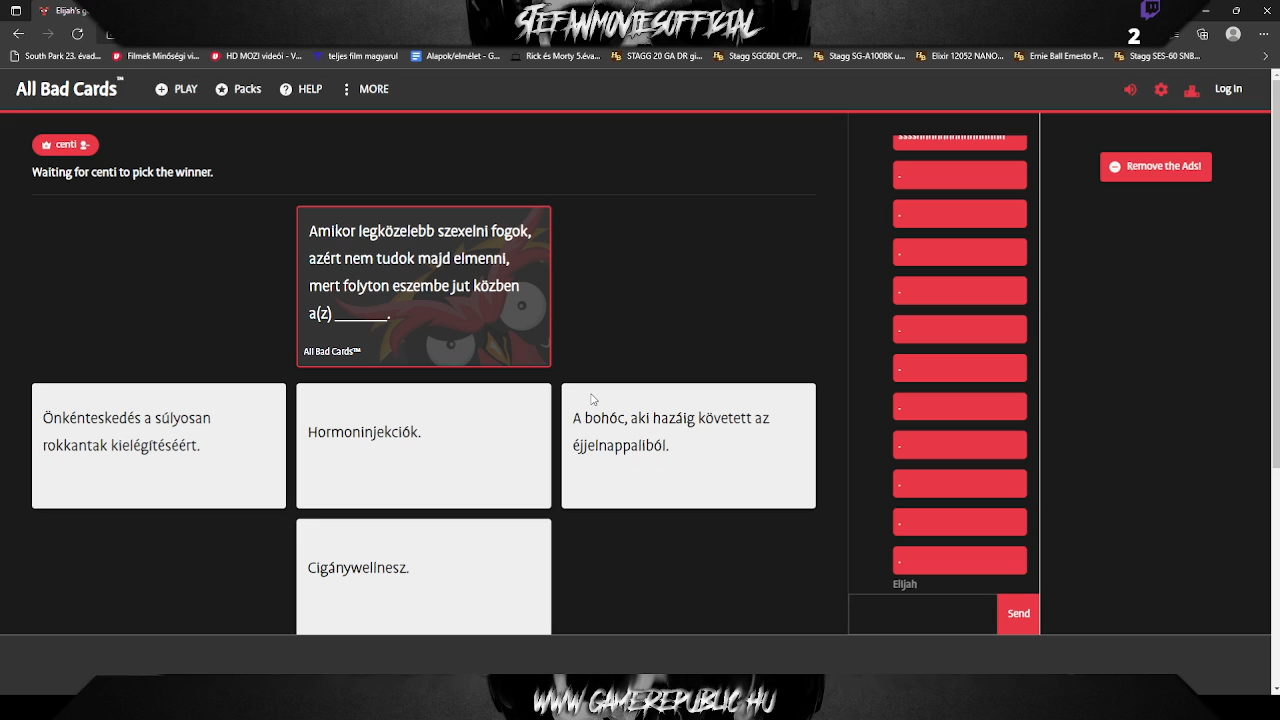 Elijah's g
STEFANMOVIESOFFICIAL
2
South Park 23. évad...
Filmek Minőségi vi...
HD MOZI videói - V...
teljes film magyarul
Alapok/elmélet - G...
Rick és Morty 5.éva...
STAGG 20 GA DR gi...
Stagg SGC6DL CPP...
Stagg SG-A100BK u...
Elixir 12052 NANO...
Ernie Ball Ernesto P...
Stagg SES-60 SNB...
All Bad Cards™
PLAY
Packs
HELP
MORE
Log In
centi
Waiting for centi to pick the winner.
Remove the Ads!
Amikor legközelebb szexelni fogok,
azért nem tudok majd elmenni,
mert folyton eszembe jut közben
a(z) ______.
All Bad Cards™
Önkénteskedés a súlyosan
rokkantak kielégítéséért.
Hormoninjekciók.
A bohóc, aki hazáig követett az
éjjelnappaliból.
Cigánywellnesz.
.
.
.
.
.
.
.
.
.
.
.
Elijah
Send
WWW GAMEREPUBLIC.HU